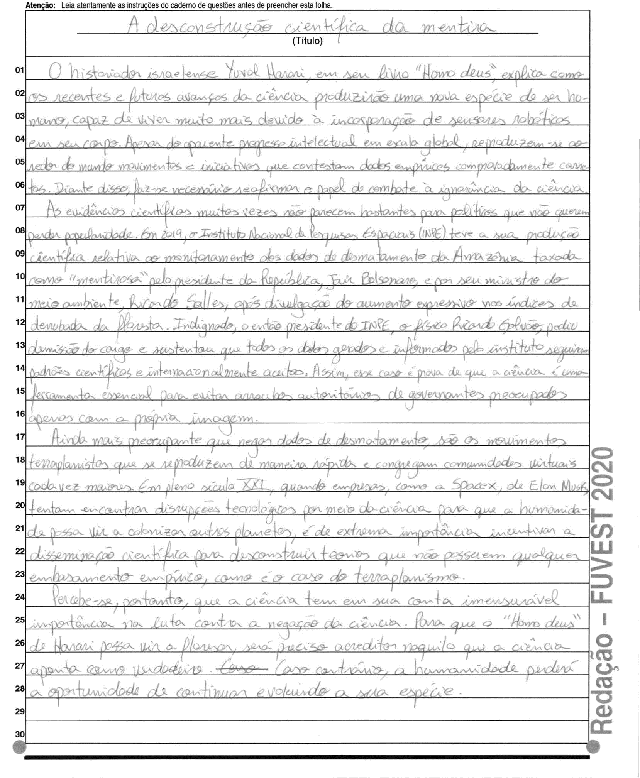 Atenção: Leia atentamente as instruções do caderno de questões antes de preencher esta folha.
A desconstrução científica da mentira
(Título)
01 O historiador israelense Yuval Harari, em seu livro "Homo deus", explica como
02 os recentes e futuros avanços da ciência produzirão uma nova espécie de ser hu-
03 mano, capaz de viver muito mais devido à incorporação de sensores robóticos
04 em seu corpo. Apesar do aparente progresso intelectual em escala global, reproduzem-se ao
05 redor do mundo movimentos e iniciativas que contestam dados empíricos comprovadamente corre-
06 tos. Diante disso, faz-se necessário reafirmar o papel de combate à ignorância da ciência
07 As evidências científicas muitas vezes não parecem bastantes para políticos que não querem
08 perder popularidade. Em 2019, o Instituto Nacional de Pesquisas Espaciais (INPE) teve a sua produção
09 científica relativa ao monitoramento dos dados de desmatamento da Amazônia taxada
10 como "mentirosa" pelo presidente da República, Jair Bolsonaro, e por seu ministro do
11 meio ambiente, Ricardo Salles, após divulgação do aumento expressivo nos índices de
12 derrubada da floresta. Indignado, o então presidente do INPE, o físico Ricardo Galvão, pediu
13 demissão do cargo e sustentou que todos os dados gerados e informados pelo instituto seguiram
14 padrões científicos e internacionalmente aceitos. Assim, esse caso é prova de que a ciência é uma
15 ferramenta essencial para evitar arroubos autoritários de governantes preocupados
16 apenas com a própria imagem.
17 Ainda mais preocupante que negar dados de desmatamento, são os movimentos
18 terraplanistas que se reproduzem de maneira rápida e congregam comunidades virtuais
19 cada vez maiores. Em pleno século XXI, quando empresas, como a Spacex, de Elon Musk,
20 tentam encontrar disrupções tecnológicas por meio da ciência para que a humanida-
21 de possa vir a colonizar outros planetas, é de extrema importância incentivar a
22 disseminação científica para desconstruir teorias que não possuem qualquer
23 embasamento empírico, como é o caso do terraplanismo.
24 Percebe-se, portanto, que a ciência tem em sua conta imensurável
25 importância na luta contra a negação da ciência. Para que o "Homo deus"
26 de Harari possa vir a florescer, será preciso acreditar naquilo que a ciência
27 aponta como verdadeiro. Caso Caso contrário, a humanidade perderá
28 a oportunidade de continuar evoluindo a sua espécie.
29
30
Redação – FUVEST 2020